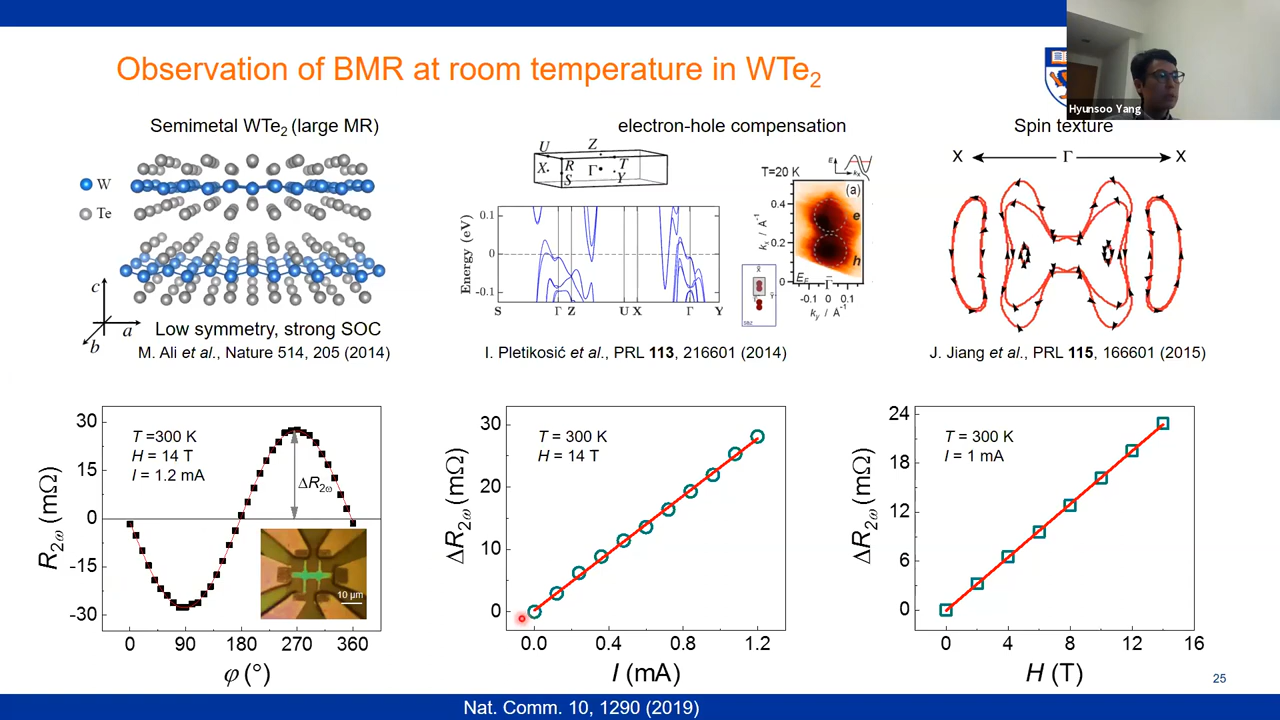 Observation of BMR at room temperature in WTe2
Hyunsoo Yang
Semimetal WTe2 (large MR)
W
Te
c
a
b
Low symmetry, strong SOC
M. Ali et al., Nature 514, 205 (2014)
electron-hole compensation
U
Z
X
R
Γ
T
S
Y
T=20 K
E
(a)
e
h
0.4
0.2
0
EF
Γ
-0.1 0 0.1
kx / Å-1
ky / Å-1
0.1
0
-0.1
Energy (eV)
S Γ Z U X Γ Y
I. Pletikosić et al., PRL 113, 216601 (2014)
Spin texture
X Γ X
J. Jiang et al., PRL 115, 166601 (2015)
30
15
0
-15
-30
R2ω (mΩ)
T =300 K
H = 14 T
I = 1.2 mA
ΔR2ω
10 µm
0 90 180 270 360
φ (°)
30
20
10
0
ΔR2ω (mΩ)
T = 300 K
H = 14 T
0.0 0.4 0.8 1.2
I (mA)
24
18
12
6
0
ΔR2ω (mΩ)
T = 300 K
I = 1 mA
0 4 8 12 16
H (T)
25
Nat. Comm. 10, 1290 (2019)